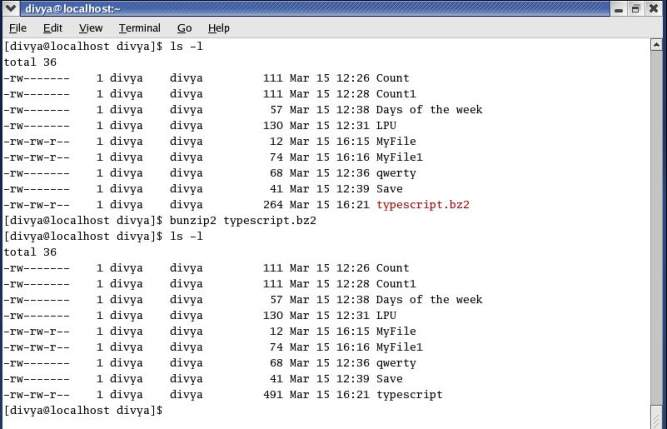 divya@localhost:~
File Edit View Terminal Go Help
[divya@localhost divya]$ ls -l
total 36
-rw------- 1 divya divya 111 Mar 15 12:26 Count
-rw------- 1 divya divya 111 Mar 15 12:28 Count1
-rw------- 1 divya divya 57 Mar 15 12:38 Days of the week
-rw------- 1 divya divya 130 Mar 15 12:31 LPU
-rw-rw-r-- 1 divya divya 12 Mar 15 16:15 MyFile
-rw-rw-r-- 1 divya divya 74 Mar 15 16:16 MyFile1
-rw------- 1 divya divya 68 Mar 15 12:36 qwerty
-rw------- 1 divya divya 41 Mar 15 12:39 Save
-rw-rw-r-- 1 divya divya 264 Mar 15 16:21 typescript.bz2
[divya@localhost divya]$ bunzip2 typescript.bz2
[divya@localhost divya]$ ls -l
total 36
-rw------- 1 divya divya 111 Mar 15 12:26 Count
-rw------- 1 divya divya 111 Mar 15 12:28 Count1
-rw------- 1 divya divya 57 Mar 15 12:38 Days of the week
-rw------- 1 divya divya 130 Mar 15 12:31 LPU
-rw-rw-r-- 1 divya divya 12 Mar 15 16:15 MyFile
-rw-rw-r-- 1 divya divya 74 Mar 15 16:16 MyFile1
-rw------- 1 divya divya 68 Mar 15 12:36 qwerty
-rw------- 1 divya divya 41 Mar 15 12:39 Save
-rw-rw-r-- 1 divya divya 491 Mar 15 16:21 typescript
[divya@localhost divya]$